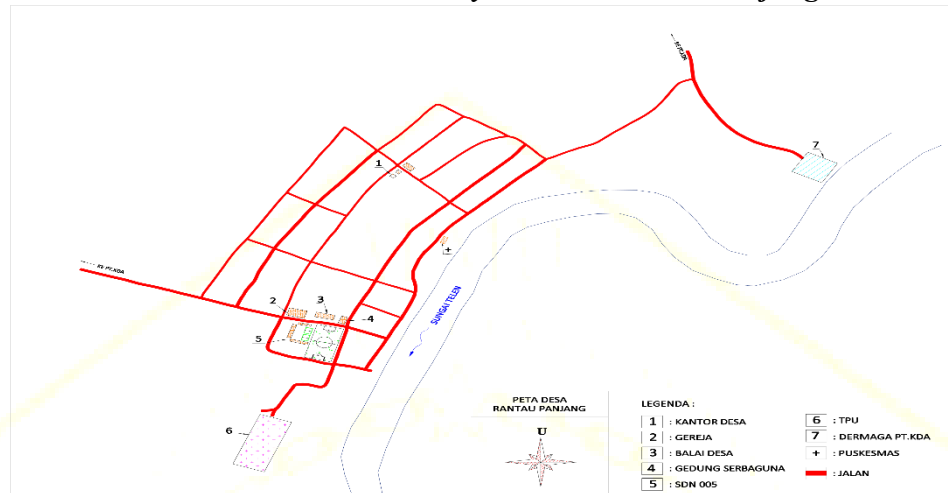 1
7
+
SUNGAI TELEN
2
3
4
5
6
PETA DESA
RANTAU PANJANG
U
LEGENDA :
1 : KANTOR DESA
2 : GEREJA
3 : BALAI DESA
4 : GEDUNG SERBAGUNA
5 : SDN 005
6 : TPU
7 : DERMAGA PT.KDA
+ : PUSKESMAS
: JALAN